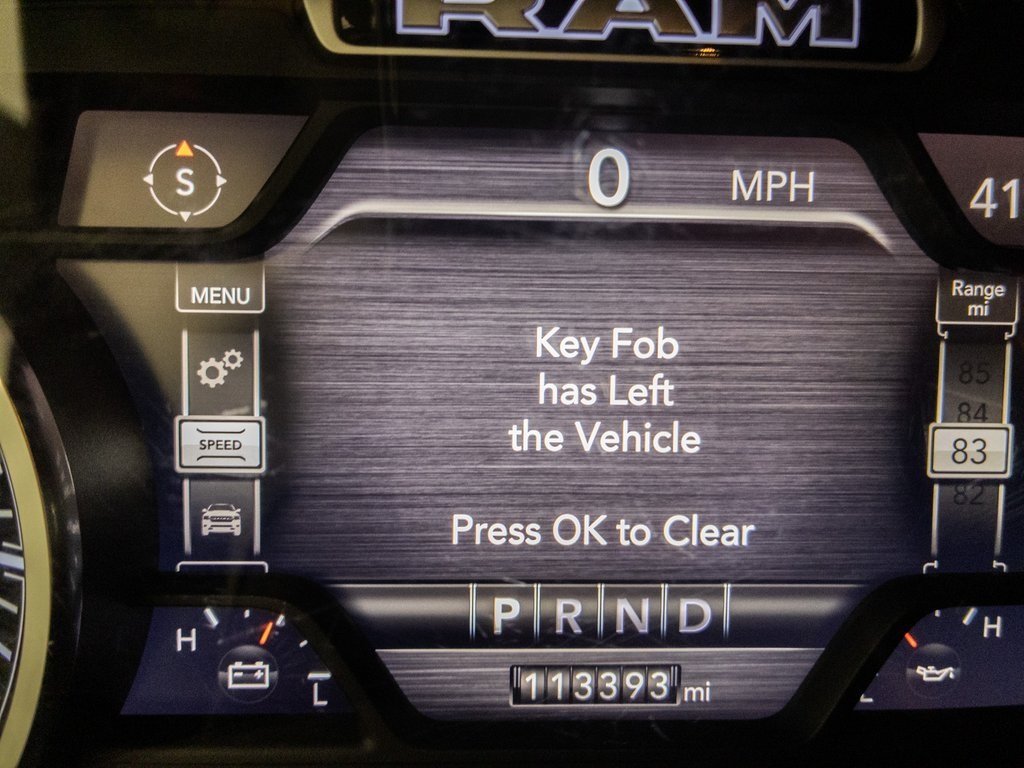 RAM
S
0 MPH
41
MENU
Range
mi
85
84
83
82
SPEED
Key Fob
has Left
the Vehicle
Press OK to Clear
P R N D
H
L
H
L
113393 mi